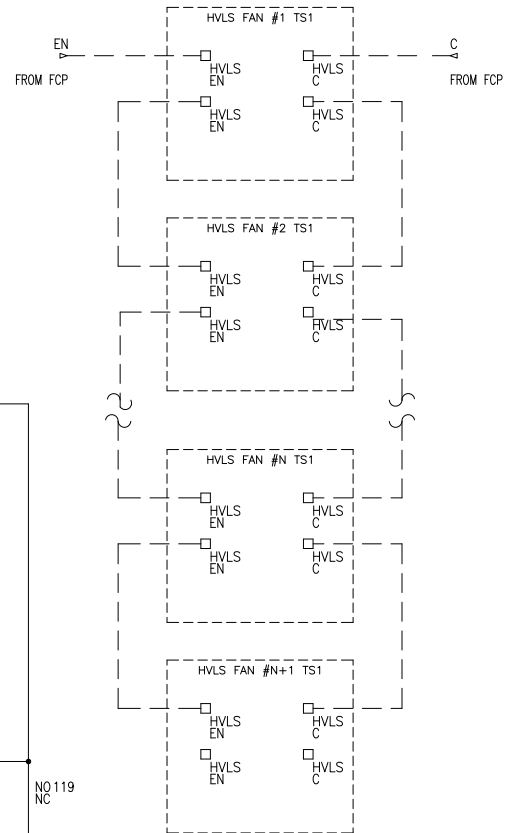 HVLS FAN #1 TS1
EN
C
FROM FCP
FROM FCP
HVLS
EN
HVLS
C
HVLS
EN
HVLS
C
HVLS FAN #2 TS1
HVLS
EN
HVLS
C
HVLS
EN
HVLS
C
HVLS FAN #N TS1
HVLS
EN
HVLS
C
HVLS
EN
HVLS
C
HVLS FAN #N+1 TS1
HVLS
EN
HVLS
C
HVLS
EN
HVLS
C
NO 119
NC